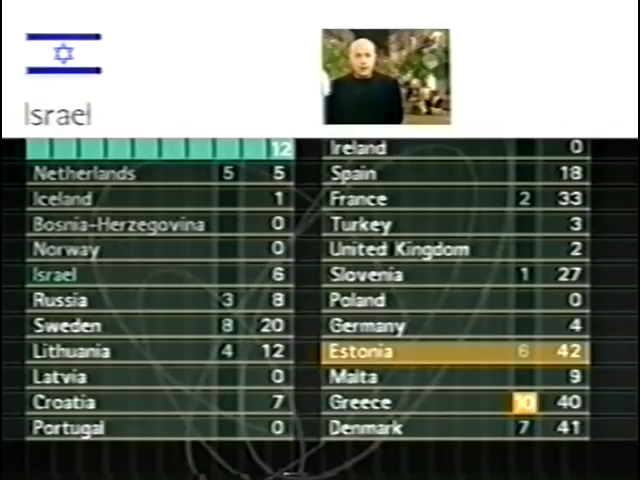 Israel
12
Netherlands 5 5
Iceland 1
Bosnia-Herzegovina 0
Norway 0
Israel 6
Russia 3 8
Sweden 8 20
Lithuania 4 12
Latvia 0
Croatia 7
Portugal 0
Ireland 0
Spain 18
France 2 33
Turkey 3
United Kingdom 2
Slovenia 1 27
Poland 0
Germany 4
Estonia 6 42
Malta 9
Greece 10 40
Denmark 7 41